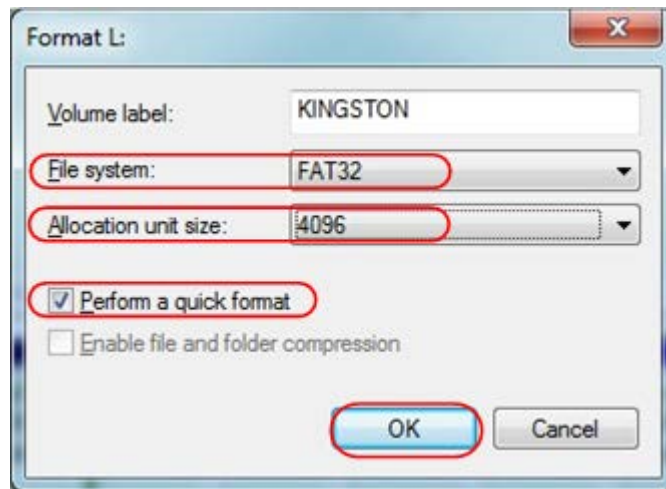 Format L:
Volume label: KINGSTON
File system: FAT32
Allocation unit size: 4096
Perform a quick format
Enable file and folder compression
OK Cancel